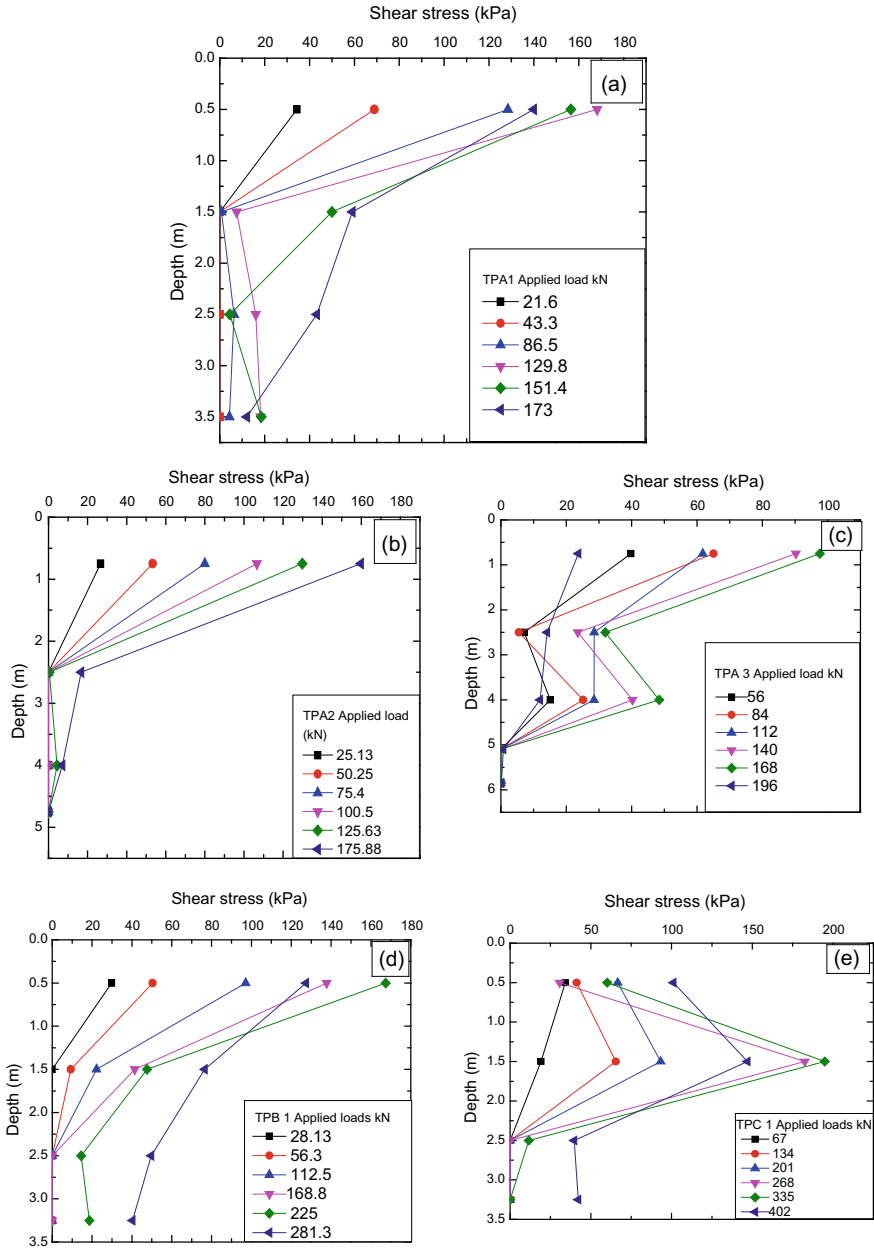 Shear stress (kPa)
0 20 40 60 80 100 120 140 160 180
0.0
0.5
1.0
1.5
2.0
2.5
3.0
3.5
Depth (m)
(a)
TPA1 Applied load kN
21.6
43.3
86.5
129.8
151.4
173
Shear stress (kPa)
0 20 40 60 80 100 120 140 160 180
0
1
2
3
4
5
Depth (m)
(b)
TPA2 Applied load
(kN)
25.13
50.25
75.4
100.5
125.63
175.88
Shear stress (kPa)
0 20 40 60 80 100
0
1
2
3
4
5
6
Depth (m)
(c)
TPA 3 Applied load kN
56
84
112
140
168
196
Shear stress (kPa)
0 20 40 60 80 100 120 140 160 180
0.0
0.5
1.0
1.5
2.0
2.5
3.0
3.5
Depth (m)
(d)
TPB 1 Applied loads kN
28.13
56.3
112.5
168.8
225
281.3
Shear stress (kPa)
0 50 100 150 200
0.0
0.5
1.0
1.5
2.0
2.5
3.0
3.5
Depth (m)
(e)
TPC 1 Applied loads kN
67
134
201
268
335
402